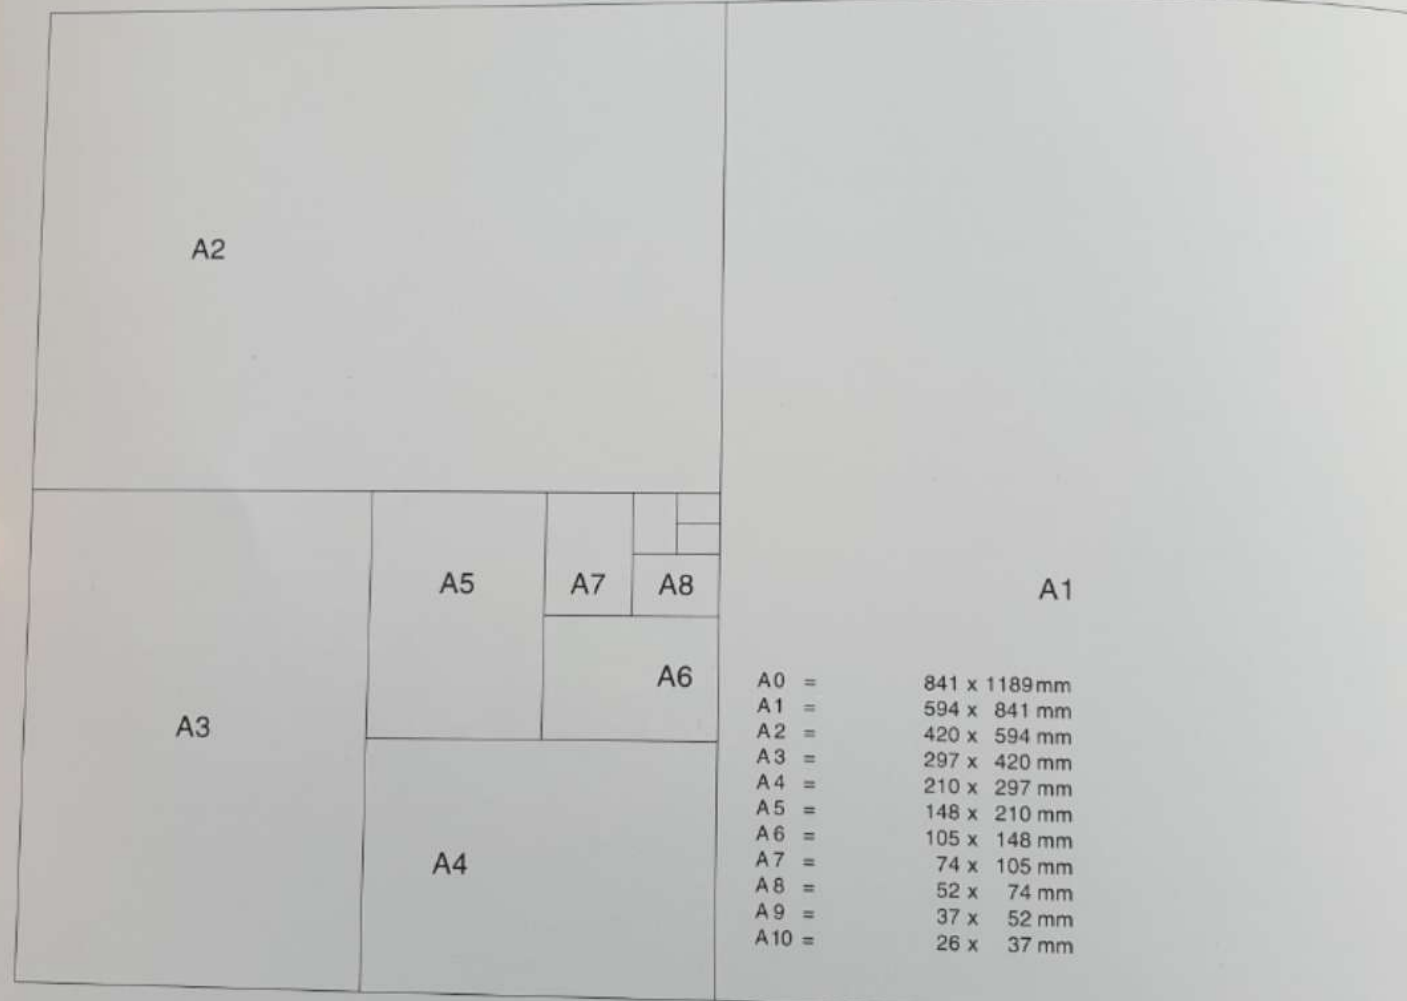 A2
A5
A7
A8
A1
A6
A3
A4
A0 = 841 x 1189 mm
A1 = 594 x 841 mm
A2 = 420 x 594 mm
A3 = 297 x 420 mm
A4 = 210 x 297 mm
A5 = 148 x 210 mm
A6 = 105 x 148 mm
A7 = 74 x 105 mm
A8 = 52 x 74 mm
A9 = 37 x 52 mm
A10 = 26 x 37 mm